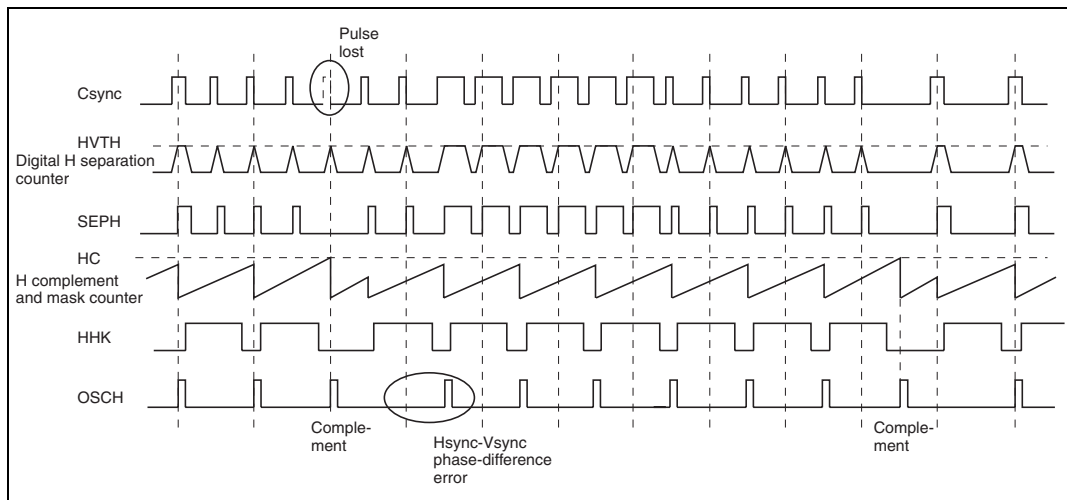 Pulse
lost
Csync
HVTH
Digital H separation
counter
SEPH
HC
H complement
and mask counter
HHK
OSCH
Comple-
ment
Hsync-Vsync
phase-difference
error
Comple-
ment